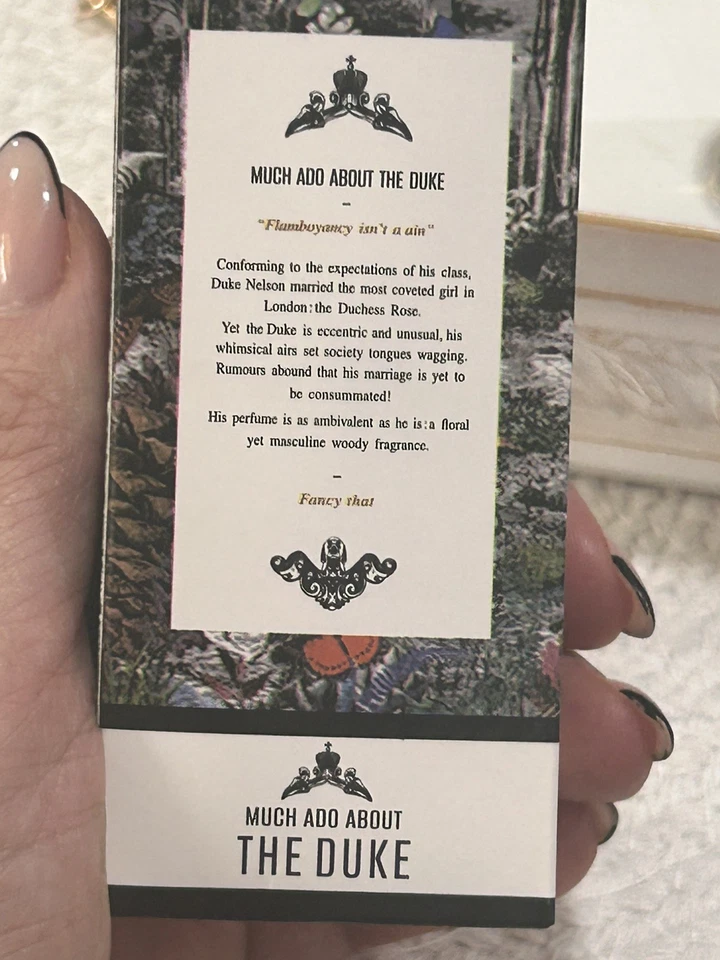 MUCH ADO ABOUT THE DUKE
–
"Flamboyancy isn't a ain"
Conforming to the expectations of his class,
Duke Nelson married the most coveted girl in
London: the Duchess Rose.
Yet the Duke is eccentric and unusual, his
whimsical airs set society tongues wagging.
Rumours abound that his marriage is yet to
be consummated!
His perfume is as ambivalent as he is: a floral
yet masculine woody fragrance.
–
Fancy that
MUCH ADO ABOUT
THE DUKE